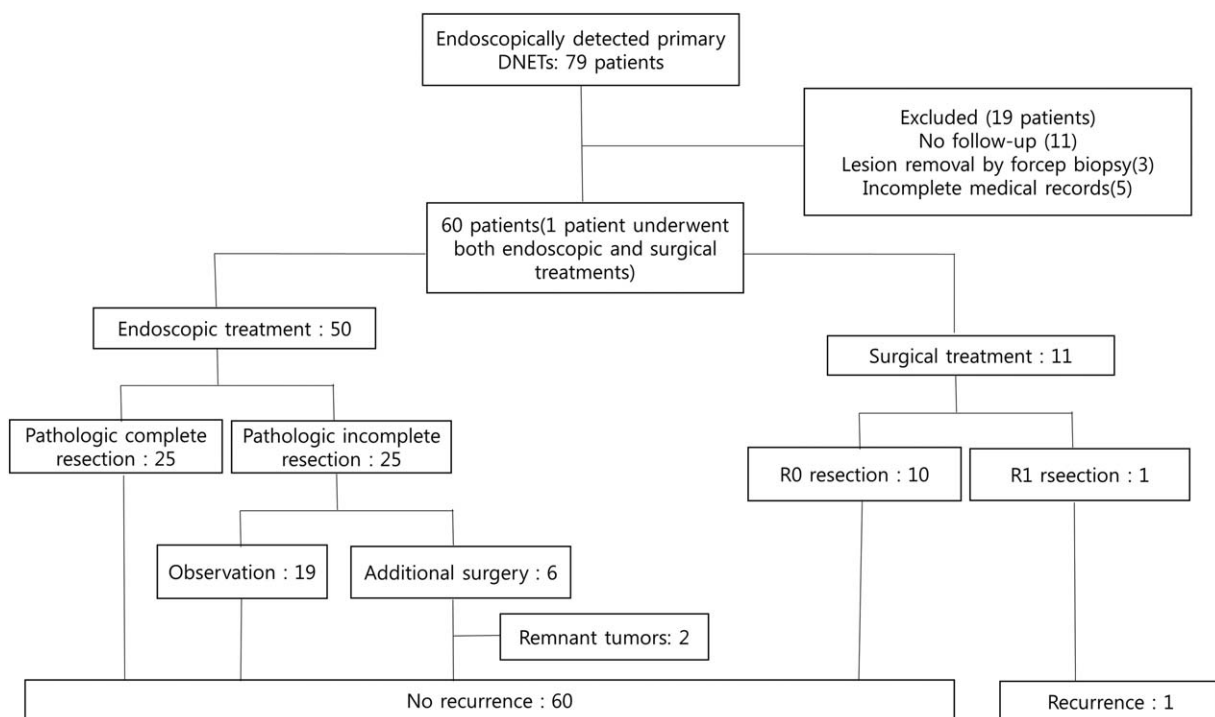 Endoscopically detected primary
DNETs: 79 patients
Excluded (19 patients)
No follow-up (11)
Lesion removal by forcep biopsy(3)
Incomplete medical records(5)
60 patients(1 patient underwent
both endoscopic and surgical
treatments)
Endoscopic treatment : 50
Surgical treatment : 11
Pathologic complete
resection : 25
Pathologic incomplete
resection : 25
R0 resection : 10
R1 rseection : 1
Observation : 19
Additional surgery : 6
Remnant tumors: 2
No recurrence : 60
Recurrence : 1